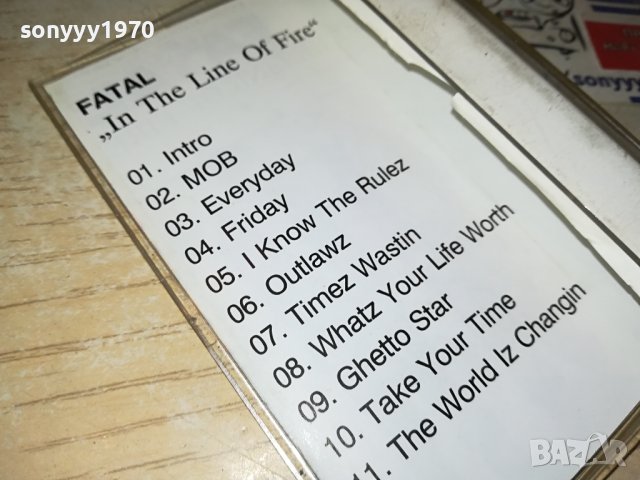 sonyyy1970
FATAL
„In The Line Of Fire“
01. Intro
02. MOB
03. Everyday
04. Friday
05. I Know The Rulez
06. Outlawz
07. Timez Wastin
08. Whatz Your Life Worth
09. Ghetto Star
10. Take Your Time
11. The World Iz Changin
sonyyy
BAZAR